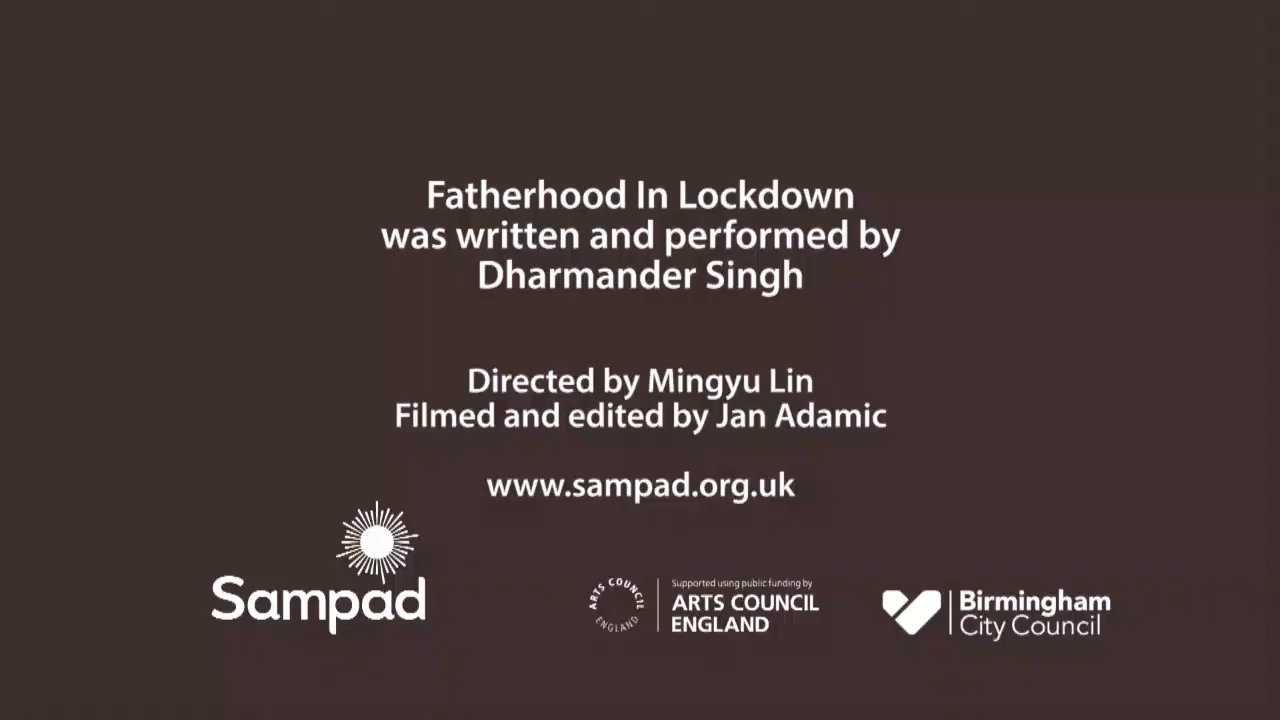 Fatherhood In Lockdown
was written and performed by
Dharmander Singh
Directed by Mingyu Lin
Filmed and edited by Jan Adamic
www.sampad.org.uk
Sampad
ARTS COUNCIL ENGLAND
Supported using public funding by
ARTS COUNCIL
ENGLAND
Birmingham
City Council